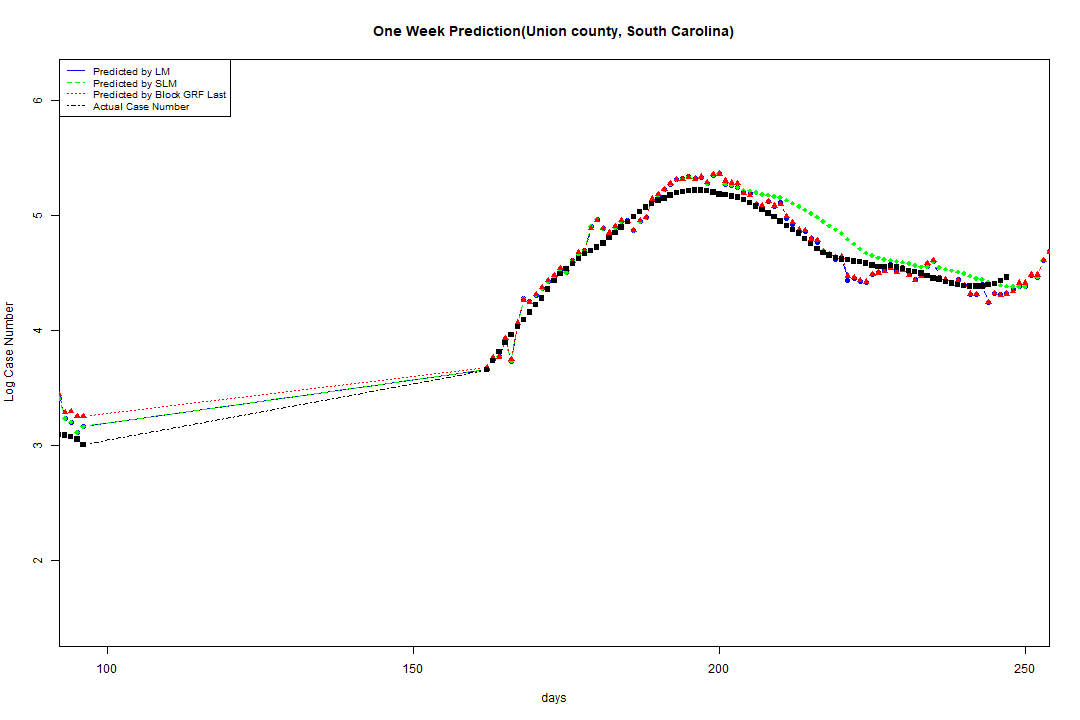 One Week Prediction(Union county, South Carolina)
Predicted by LM
Predicted by SLM
Predicted by Block GRF Last
Actual Case Number
6
5
4
3
2
Log Case Number
100
150
200
250
days